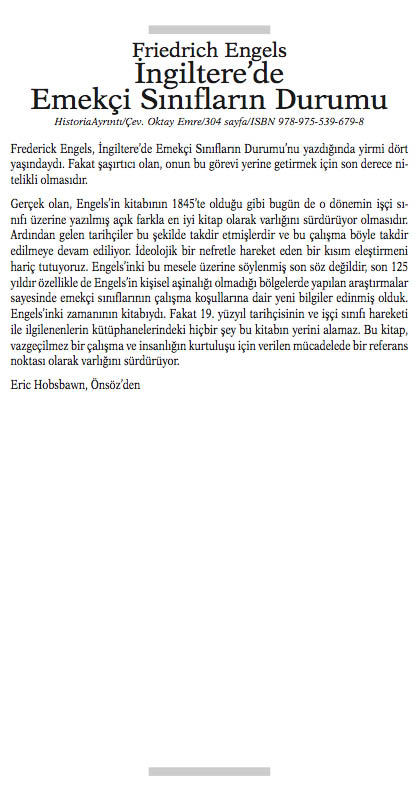 Friedrich Engels
İngiltere’de
Emekçi Sınıfların Durumu
HistoriaAyrıntı/Çev. Oktay Emre/304 sayfa/ISBN 978-975-539-679-8
Frederick Engels, İngiltere’de Emekçi Sınıfların Durumu’nu yazdığında yirmi dört
yaşındaydı. Fakat şaşırtıcı olan, onun bu görevi yerine getirmek için son derece ni-
telikli olmasıdır.
Gerçek olan, Engels’in kitabının 1845’te olduğu gibi bugün de o dönemin işçi sı-
nıfı üzerine yazılmış açık farkla en iyi kitap olarak varlığını sürdürüyor olmasıdır.
Ardından gelen tarihçiler bu şekilde takdir etmişlerdir ve bu çalışma böyle takdir
edilmeye devam ediliyor. İdeolojik bir nefretle hareket eden bir kısım eleştirmeni
hariç tutuyoruz. Engels’inki bu mesele üzerine söylenmiş son söz değildir, son 125
yıldır özellikle de Engels’in kişisel aşinalığı olmadığı bölgelerde yapılan araştırmalar
sayesinde emekçi sınıflarının çalışma koşullarına dair yeni bilgiler edinmiş olduk.
Engels’inki zamanının kitabıydı. Fakat 19. yüzyıl tarihçisinin ve işçi sınıfı hareketi
ile ilgilenenlerin kütüphanelerindeki hiçbir şey bu kitabın yerini alamaz. Bu kitap,
vazgeçilmez bir çalışma ve insanlığın kurtuluşu için verilen mücadelede bir referans
noktası olarak varlığını sürdürüyor.
Eric Hobsbawn, Önsöz’den